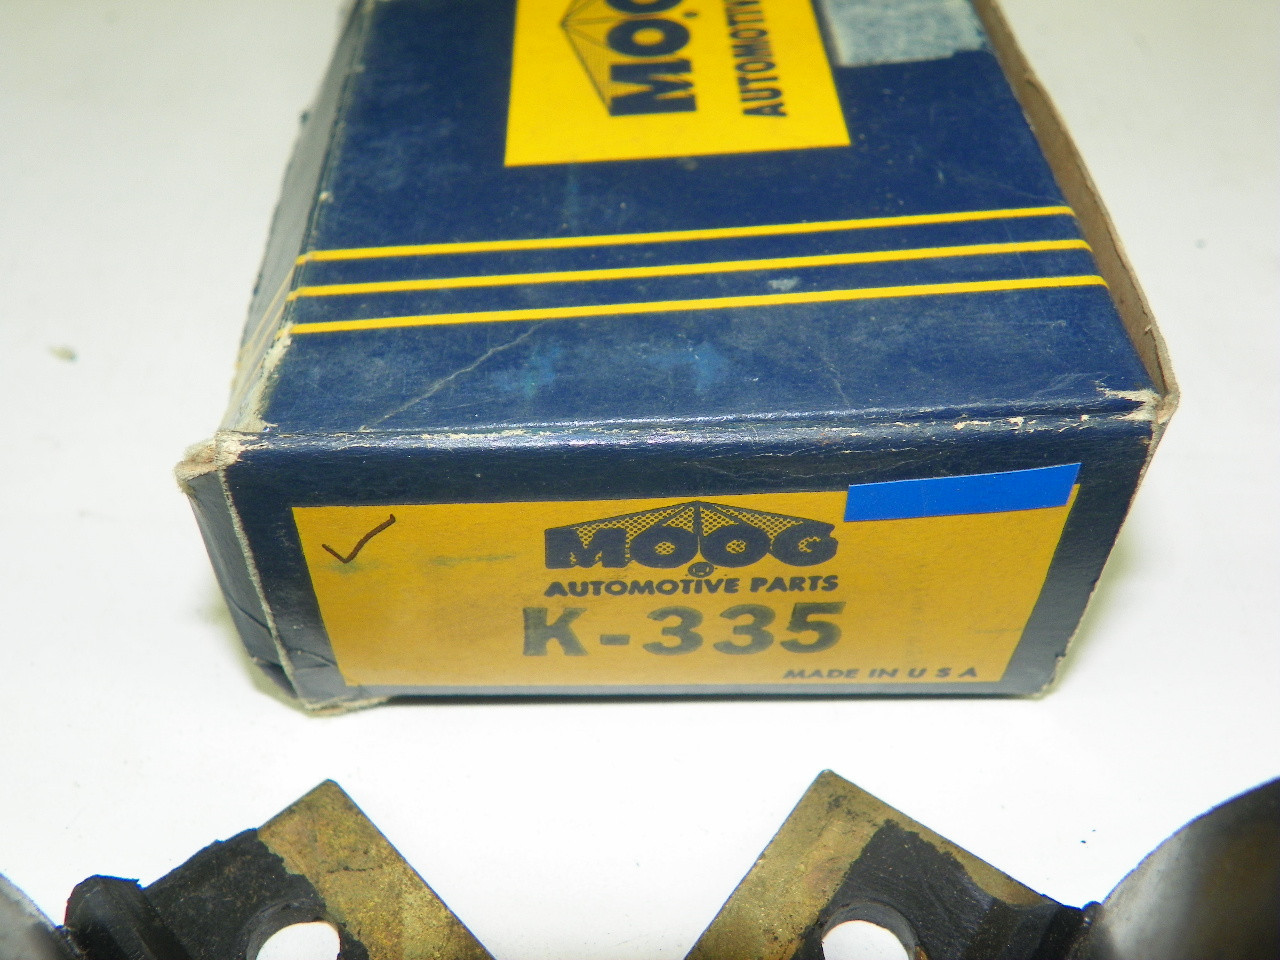 MOOG
AUTOMOTIVE
MOOG
®
AUTOMOTIVE PARTS
K-335
MADE IN U S A